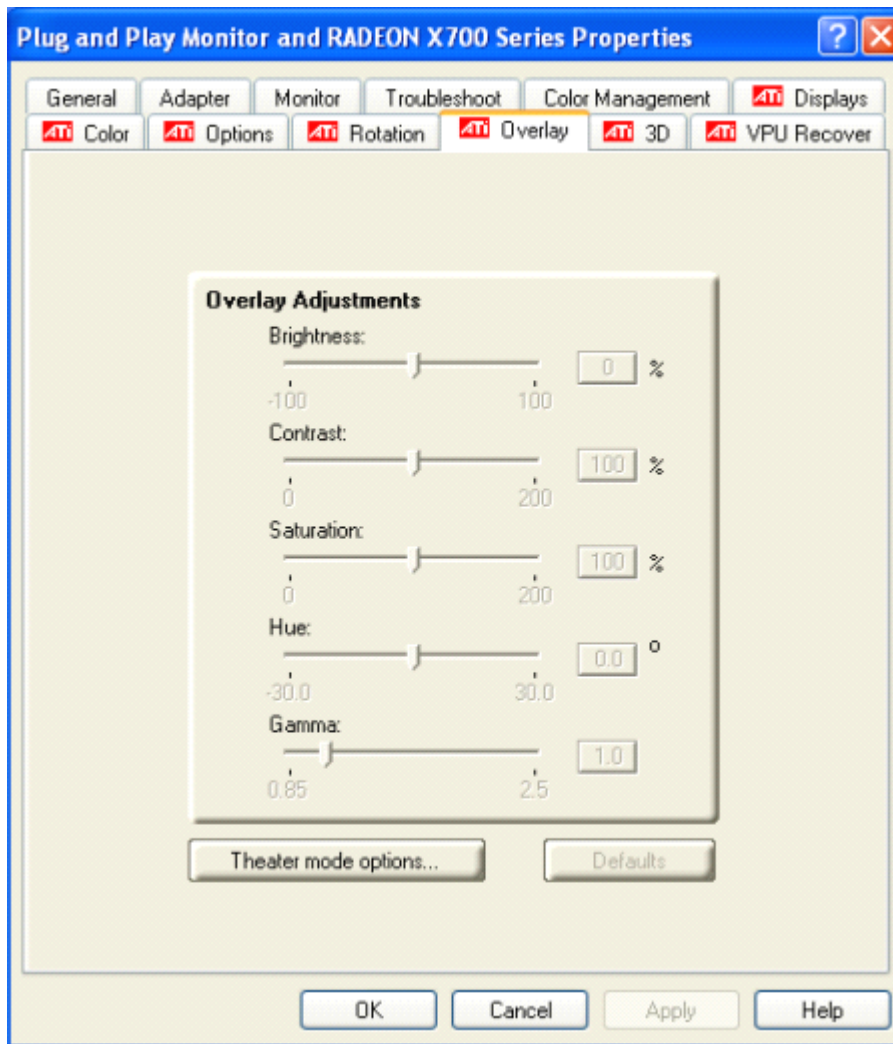 Plug and Play Monitor and RADEON X700 Series Properties ? X
General Adapter Monitor Troubleshoot Color Management ATI Displays
ATI Color ATI Options ATI Rotation ATI Overlay ATI 3D ATI VPU Recover
Overlay Adjustments
Brightness:
0 %
-100 100
Contrast:
100 %
0 200
Saturation:
100 %
0 200
Hue:
0.0 o
-30.0 30.0
Gamma:
1.0
0.85 2.5
Theater mode options... Defaults
OK Cancel Apply Help